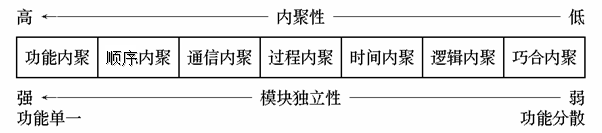 高 内聚性 低
功能内聚 顺序内聚 通信内聚 过程内聚 时间内聚 逻辑内聚 巧合内聚
强 模块独立性 弱
功能单一 功能分散